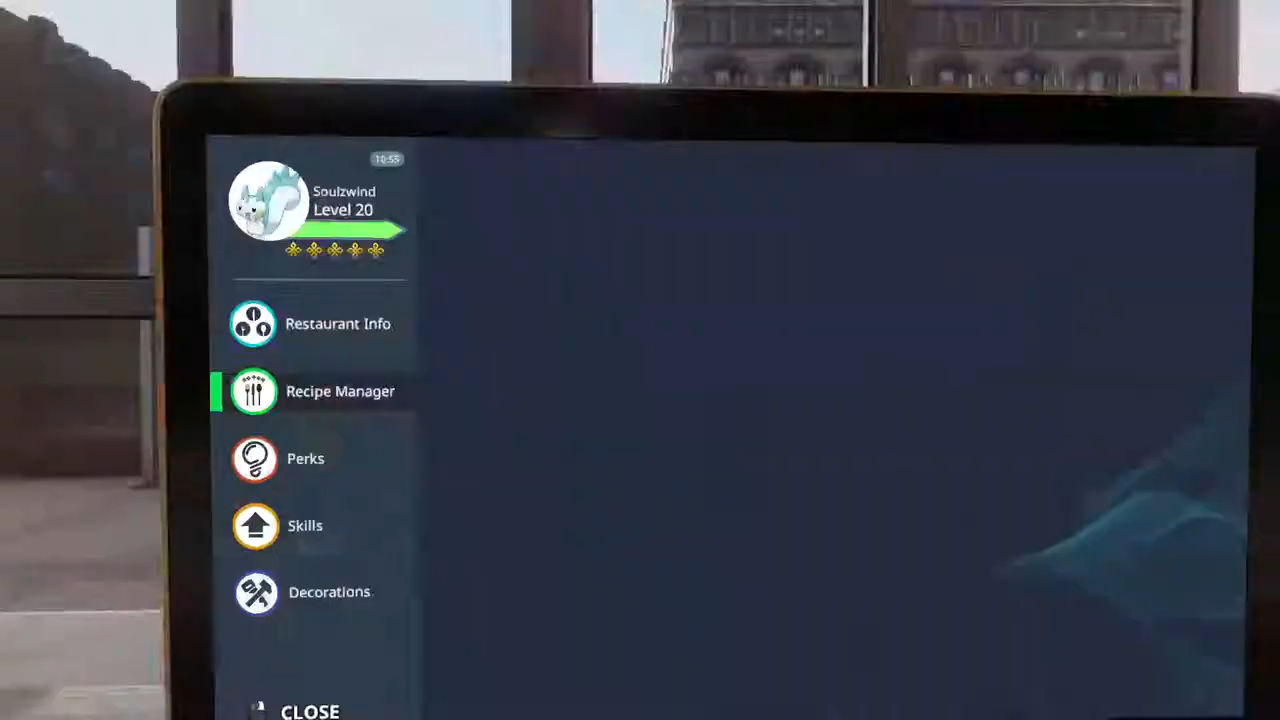 10:55
Soulzwind
Level 20
Restaurant Info
Recipe Manager
Perks
Skills
Decorations
CLOSE